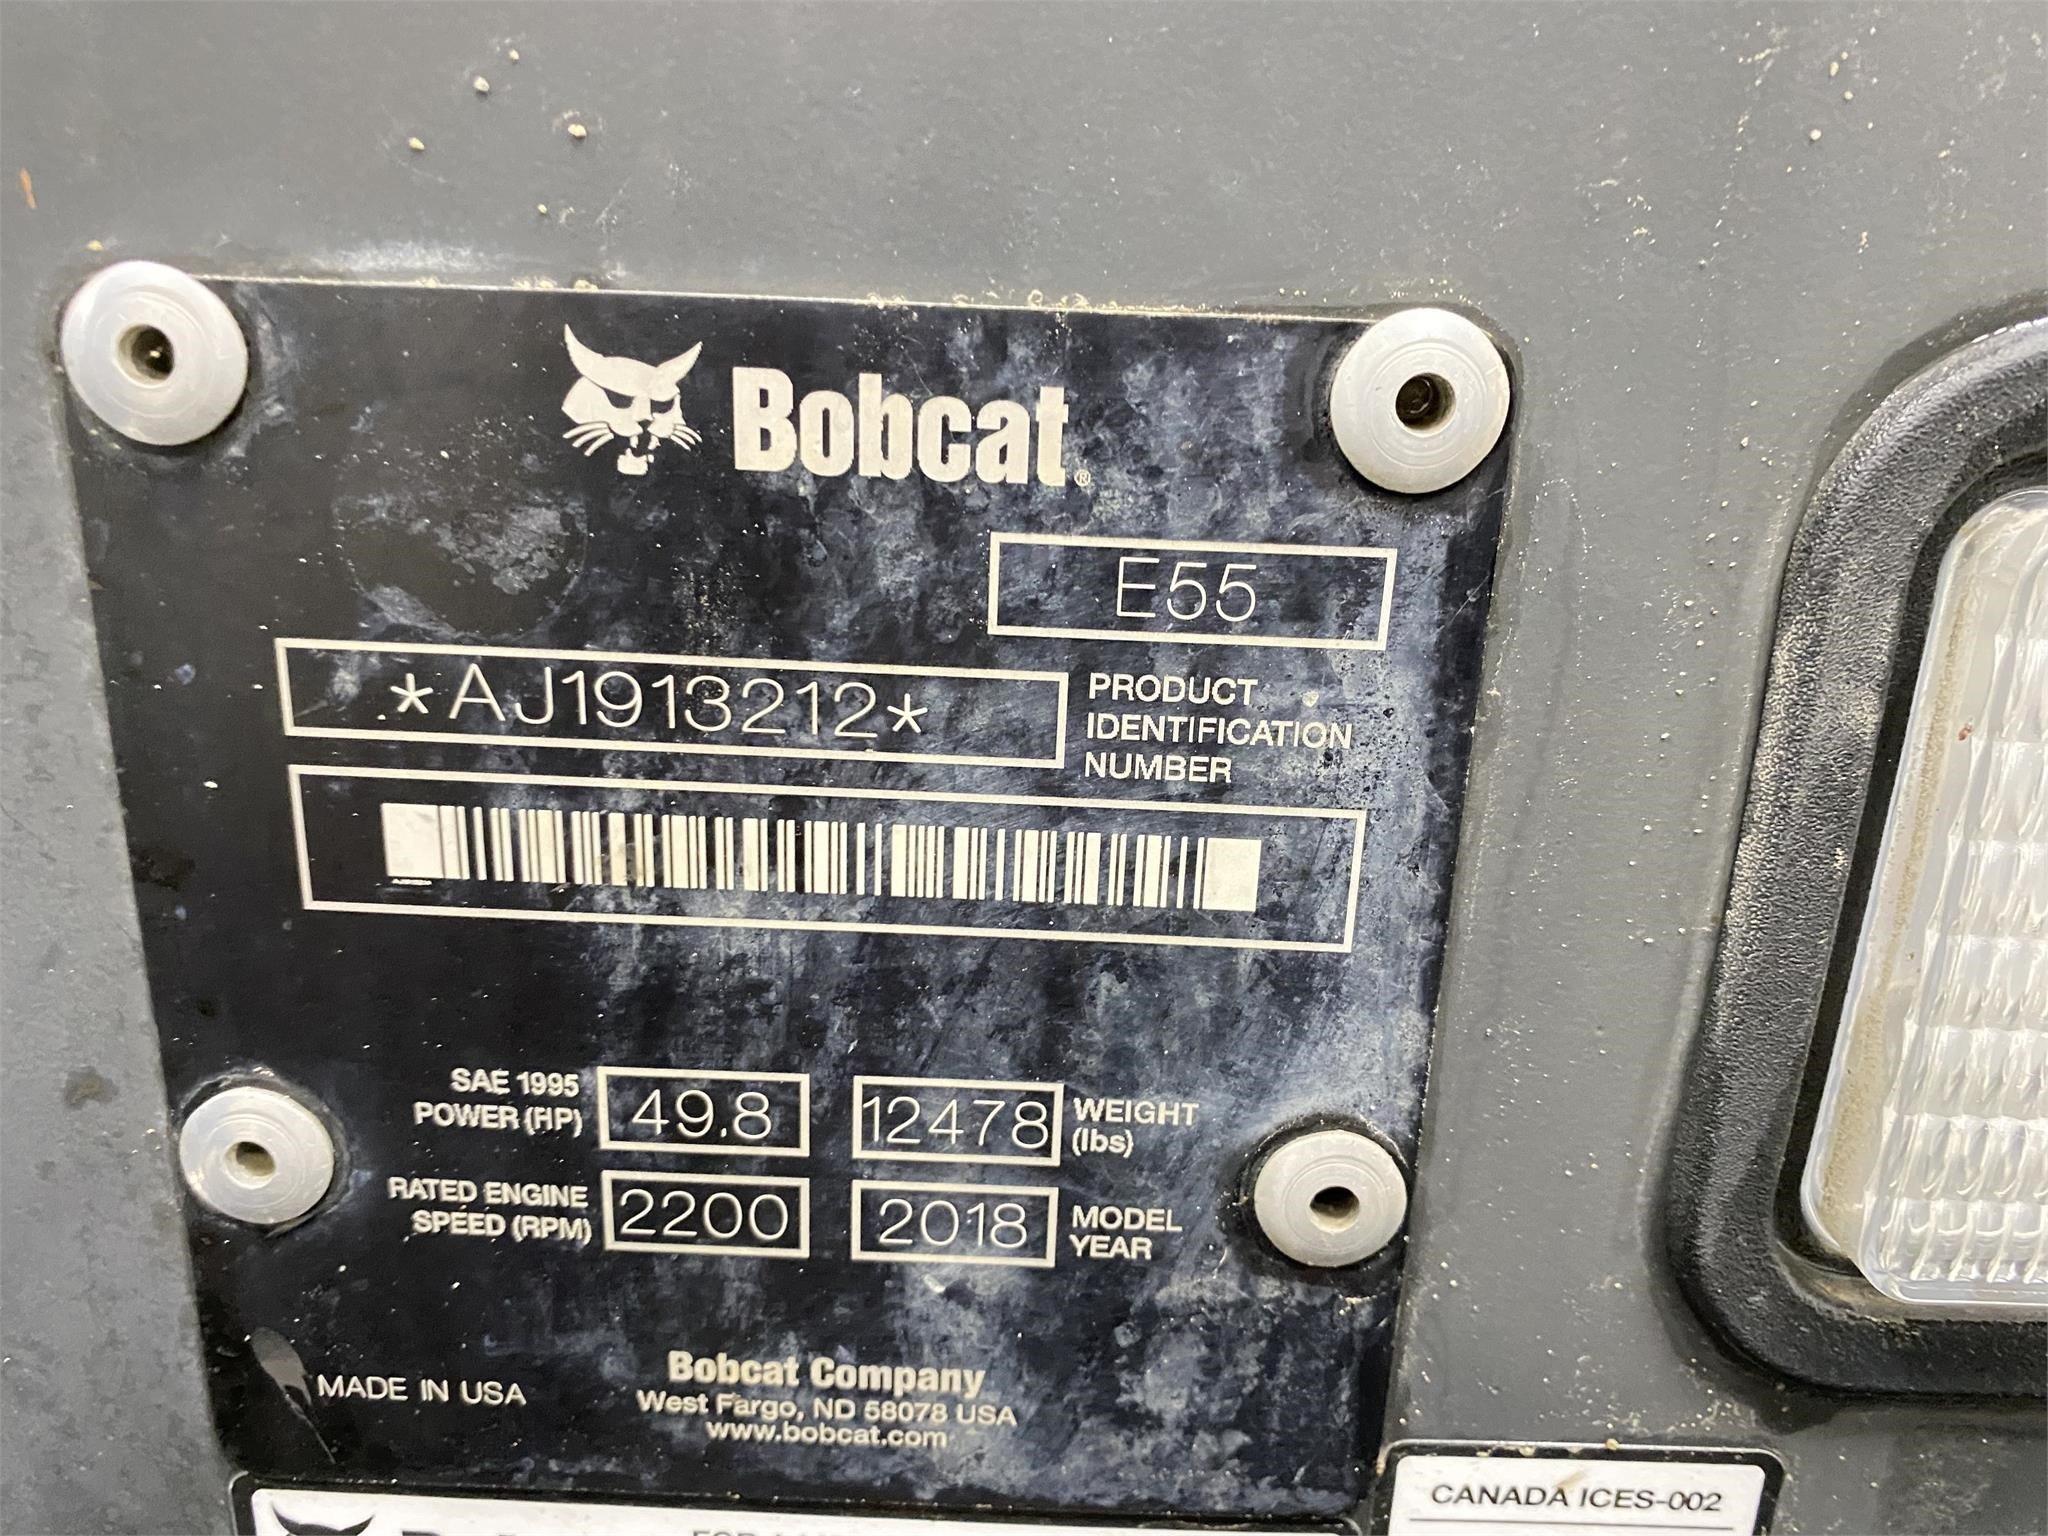 Bobcat®
E55
*AJ1913212*
PRODUCT
IDENTIFICATION
NUMBER
SAE 1995
POWER (HP)
49.8
12478
WEIGHT
(lbs)
RATED ENGINE
SPEED (RPM)
2200
2018
MODEL
YEAR
MADE IN USA
Bobcat Company
West Fargo, ND 58078 USA
www.bobcat.com
CANADA ICES-002